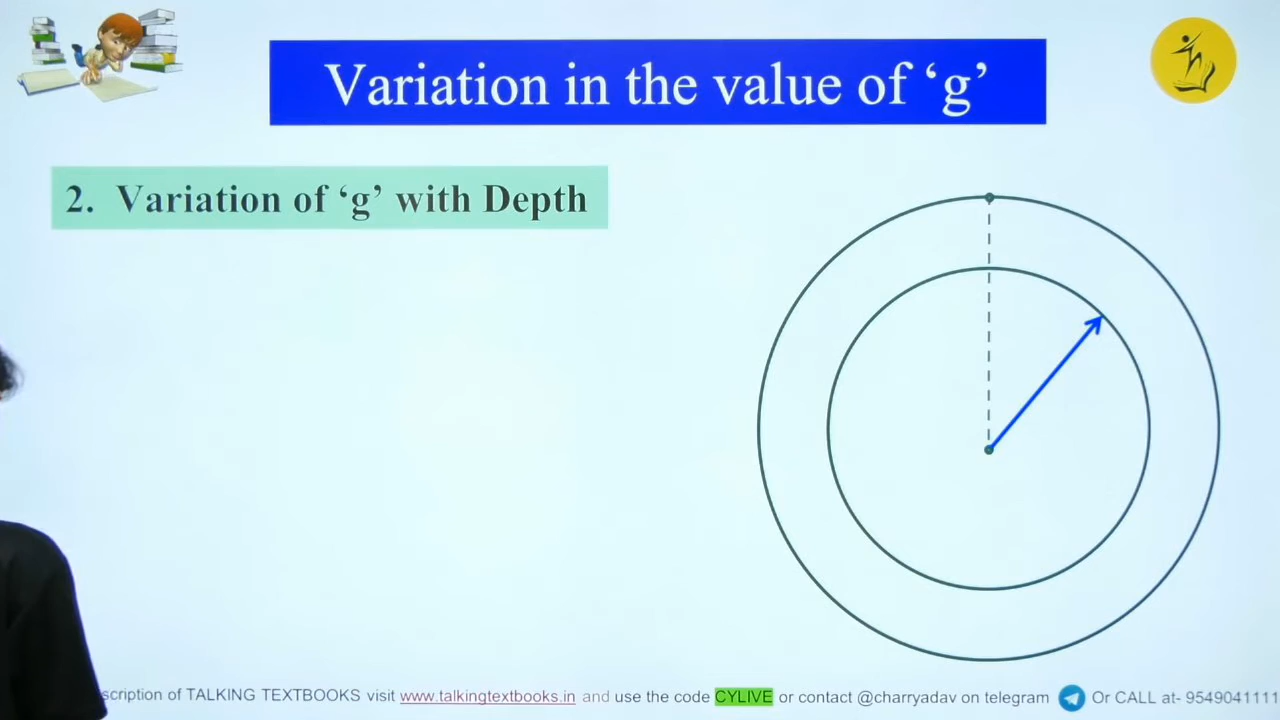 Variation in the value of ‘g’
2. Variation of ‘g’ with Depth
scription of TALKING TEXTBOOKS visit www.talkingtextbooks.in and use the code CYLIVE or contact @charryadav on telegram Or CALL at- 9549041111